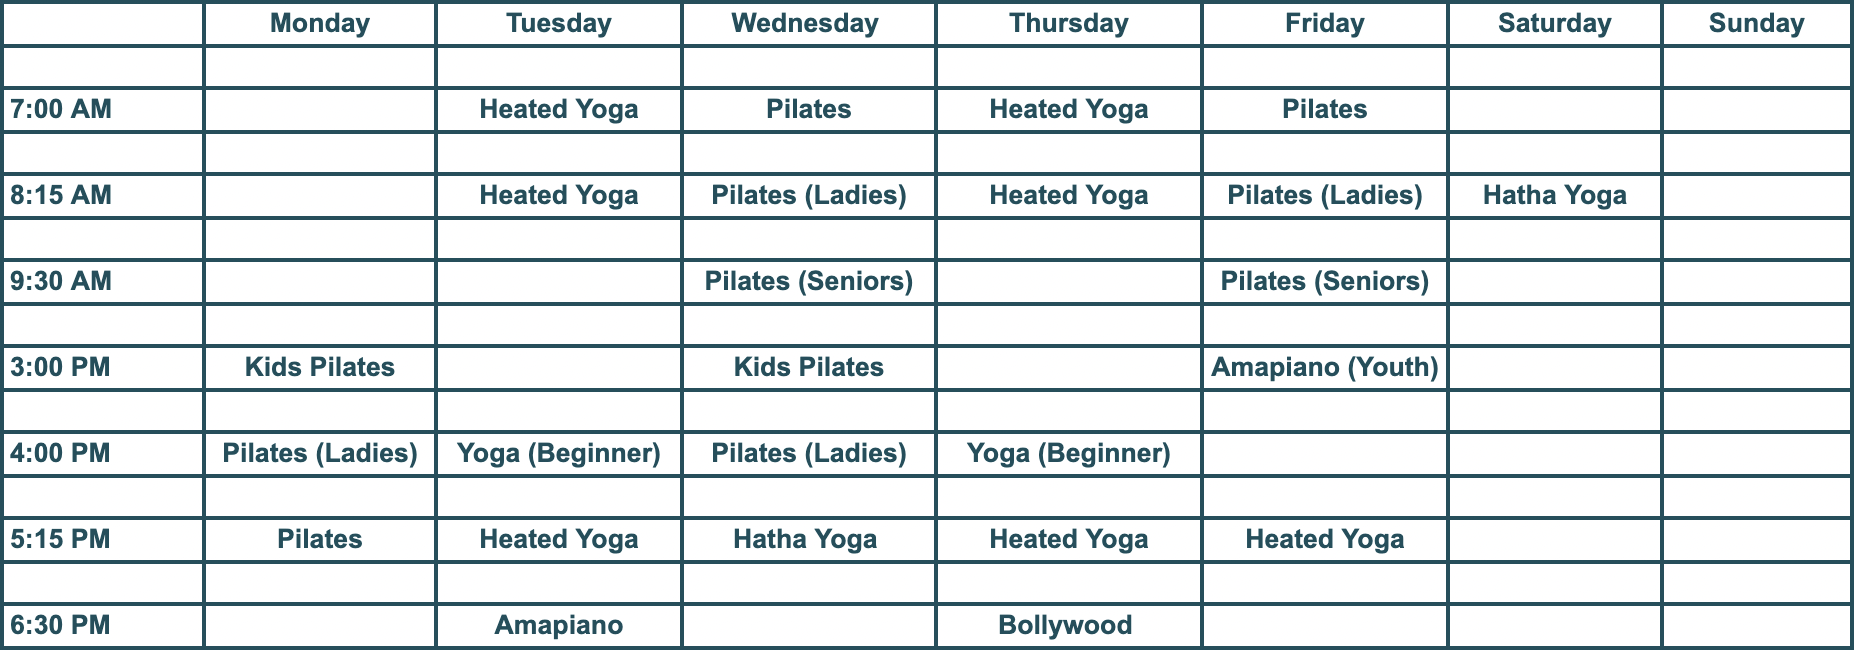 Monday Tuesday Wednesday Thursday Friday Saturday Sunday
7:00 AM Heated Yoga Pilates Heated Yoga Pilates
8:15 AM Heated Yoga Pilates (Ladies) Heated Yoga Pilates (Ladies) Hatha Yoga
9:30 AM Pilates (Seniors) Pilates (Seniors)
3:00 PM Kids Pilates Kids Pilates Amapiano (Youth)
4:00 PM Pilates (Ladies) Yoga (Beginner) Pilates (Ladies) Yoga (Beginner)
5:15 PM Pilates Heated Yoga Hatha Yoga Heated Yoga Heated Yoga
6:30 PM Amapiano Bollywood